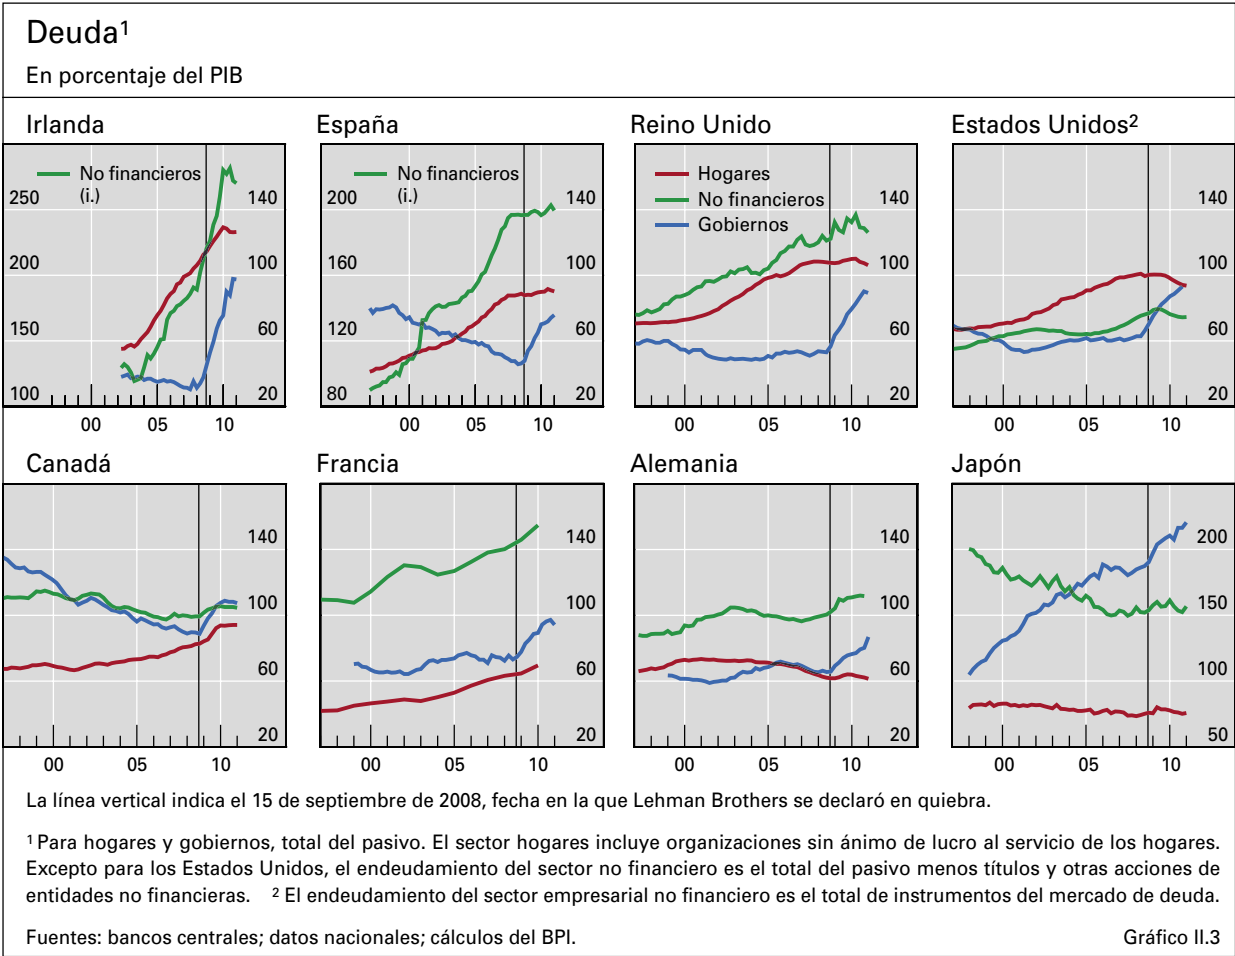 Deuda¹
En porcentaje del PIB
Irlanda
España
Reino Unido
Estados Unidos²
No financieros
(i.)
250
200
150
100
140
100
60
20
00 05 10
No financieros
(i.)
200
160
120
80
140
100
60
20
00 05 10
Hogares
No financieros
Gobiernos
140
100
60
20
00 05 10
140
100
60
20
00 05 10
Canadá
Francia
Alemania
Japón
140
100
60
20
00 05 10
140
100
60
20
00 05 10
140
100
60
20
00 05 10
200
150
100
50
00 05 10
La línea vertical indica el 15 de septiembre de 2008, fecha en la que Lehman Brothers se declaró en quiebra.
¹ Para hogares y gobiernos, total del pasivo. El sector hogares incluye organizaciones sin ánimo de lucro al servicio de los hogares.
Excepto para los Estados Unidos, el endeudamiento del sector no financiero es el total del pasivo menos títulos y otras acciones de
entidades no financieras. ² El endeudamiento del sector empresarial no financiero es el total de instrumentos del mercado de deuda.
Fuentes: bancos centrales; datos nacionales; cálculos del BPI.
Gráfico II.3